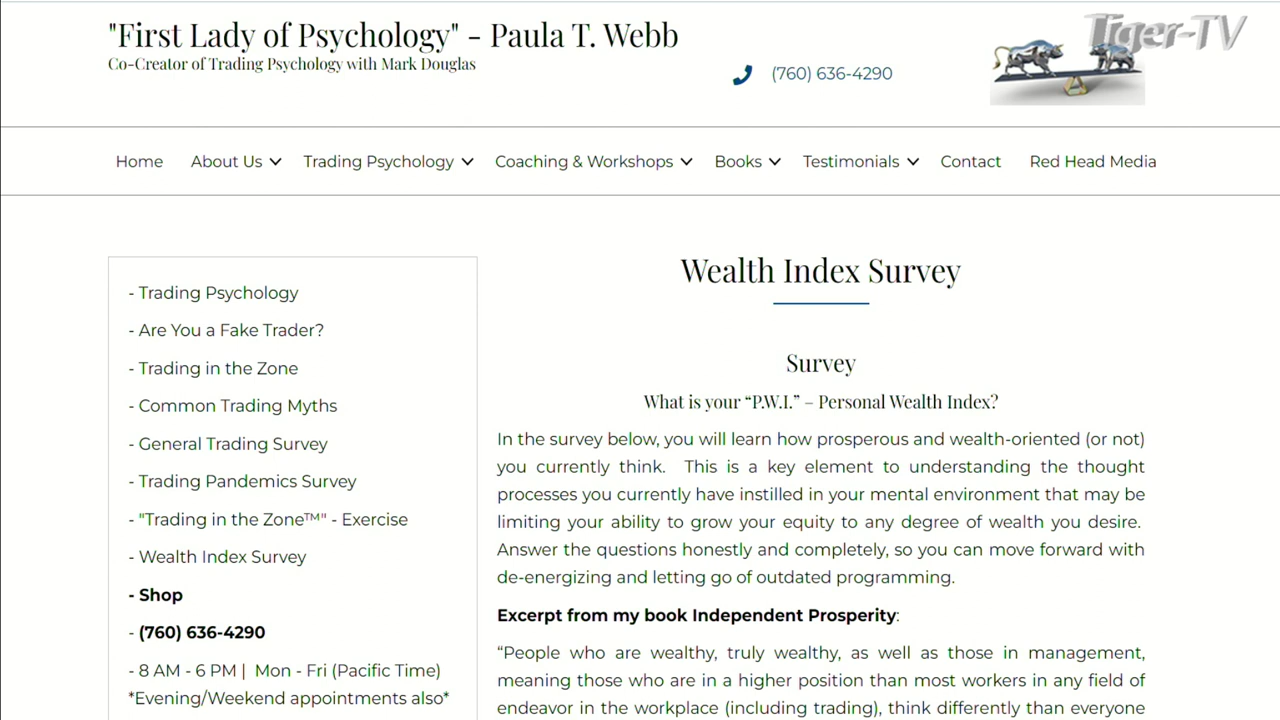 "First Lady of Psychology" - Paula T. Webb
Co-Creator of Trading Psychology with Mark Douglas
(760) 636-4290
Tiger-TV
Home About Us Trading Psychology Coaching & Workshops Books Testimonials Contact Red Head Media
- Trading Psychology
- Are You a Fake Trader?
- Trading in the Zone
- Common Trading Myths
- General Trading Survey
- Trading Pandemics Survey
- "Trading in the Zone™" - Exercise
- Wealth Index Survey
- Shop
- (760) 636-4290
- 8 AM - 6 PM | Mon - Fri (Pacific Time)
*Evening/Weekend appointments also*
Wealth Index Survey
Survey
What is your “P.W.I.” – Personal Wealth Index?
In the survey below, you will learn how prosperous and wealth-oriented (or not)
you currently think. This is a key element to understanding the thought
processes you currently have instilled in your mental environment that may be
limiting your ability to grow your equity to any degree of wealth you desire.
Answer the questions honestly and completely, so you can move forward with
de-energizing and letting go of outdated programming.
Excerpt from my book Independent Prosperity:
“People who are wealthy, truly wealthy, as well as those in management,
meaning those who are in a higher position than most workers in any field of
endeavor in the workplace (including trading), think differently than everyone